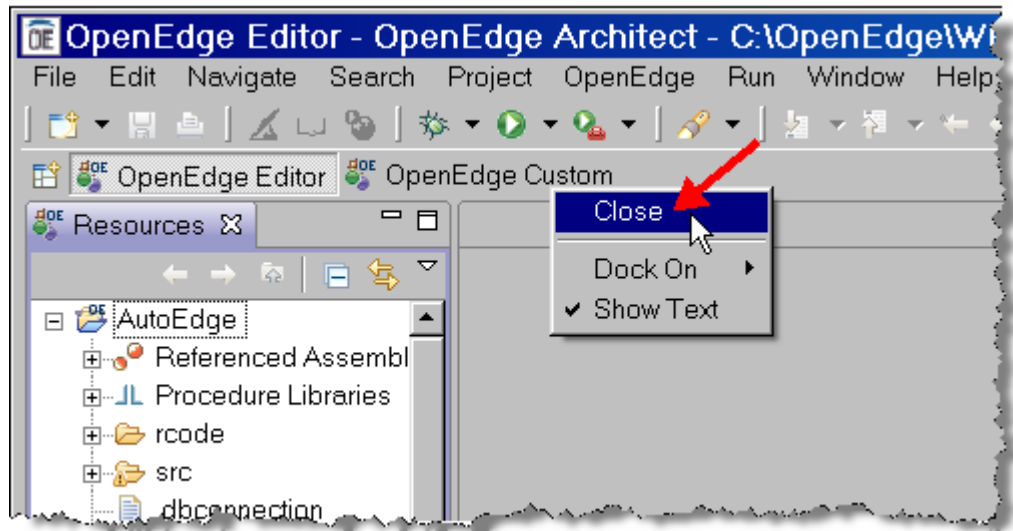 OpenEdge Editor - OpenEdge Architect - C:\OpenEdge\Wi
File Edit Navigate Search Project OpenEdge Run Window Help
OpenEdge Editor OpenEdge Custom
Resources
Close
Dock On
Show Text
AutoEdge
Referenced Assembl
Procedure Libraries
rcode
src
dbconnection